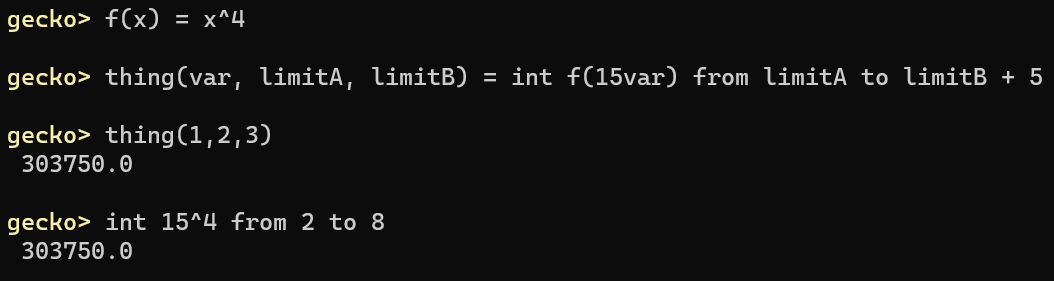 gecko> f(x) = x^4
gecko> thing(var, limitA, limitB) = int f(15var) from limitA to limitB + 5
gecko> thing(1,2,3)
303750.0
gecko> int 15^4 from 2 to 8
303750.0